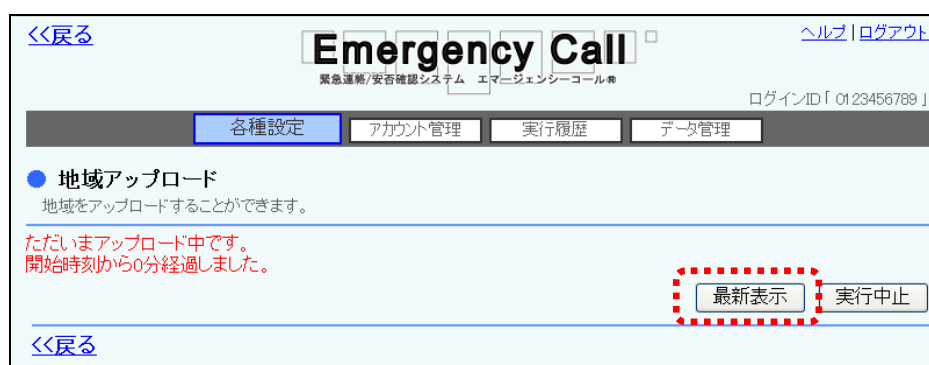 <<戻る
ヘルプ | ログアウト
Emergency Call
緊急連絡/安否確認システム エマージェンシーコール®
ログインID「 0123456789 」
各種設定 アカウント管理 実行履歴 データ管理
地域アップロード
地域をアップロードすることができます。
ただいまアップロード中です。
開始時刻から0分経過しました。
最新表示 実行中止
<<戻る